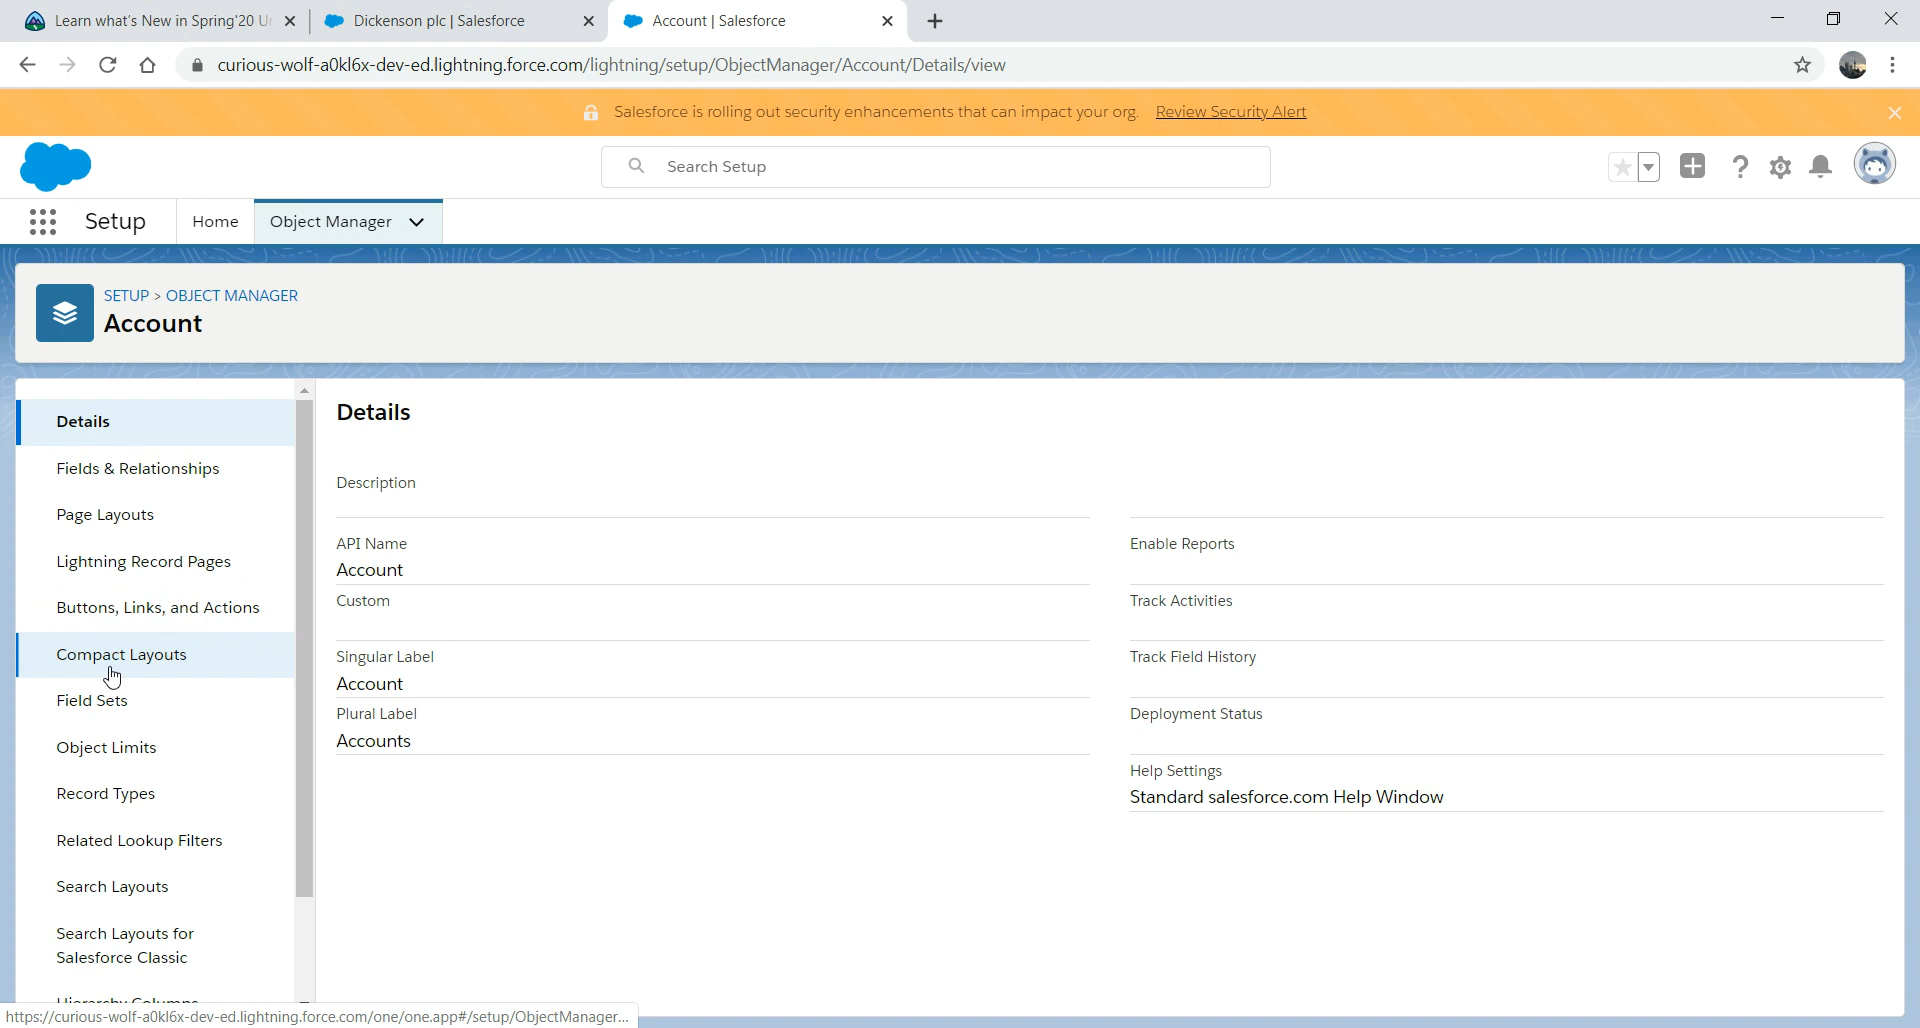 Learn what's New in Spring'20 U
Dickenson plc | Salesforce
Account | Salesforce
curious-wolf-a0kl6x-dev-ed.lightning.force.com/lightning/setup/ObjectManager/Account/Details/view
Salesforce is rolling out security enhancements that can impact your org. Review Security Alert
Search Setup
Setup
Home
Object Manager
SETUP > OBJECT MANAGER
Account
Details
Fields & Relationships
Page Layouts
Lightning Record Pages
Buttons, Links, and Actions
Compact Layouts
Field Sets
Object Limits
Record Types
Related Lookup Filters
Search Layouts
Search Layouts for
Salesforce Classic
Hierarchy Columns
Details
Description
API Name
Account
Custom
Singular Label
Account
Plural Label
Accounts
Enable Reports
Track Activities
Track Field History
Deployment Status
Help Settings
Standard salesforce.com Help Window
https://curious-wolf-a0kl6x-dev-ed.lightning.force.com/one/one.app#/setup/ObjectManager...